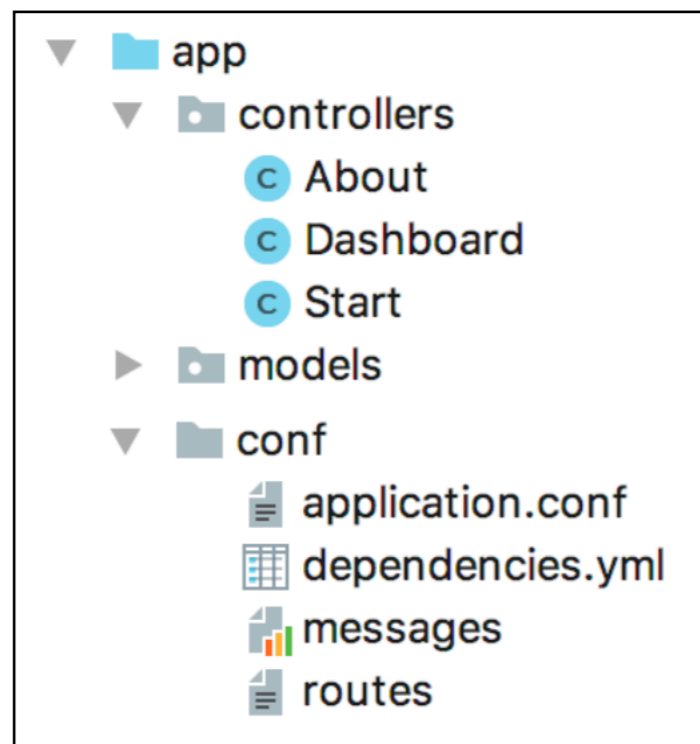 app
controllers
C About
C Dashboard
C Start
models
conf
application.conf
dependencies.yml
messages
routes